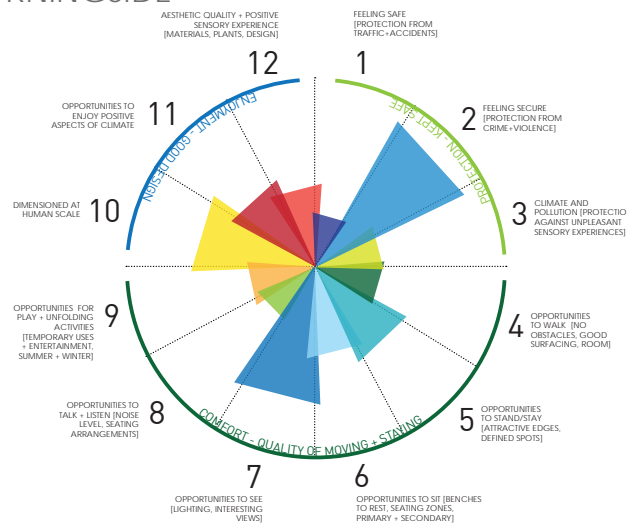 RNINGUIDE
AESTHETIC QUALITY + POSITIVE
SENSORY EXPERIENCE
[MATERIALS, PLANTS, DESIGN]
12
FEELING SAFE
[PROTECTION FROM
TRAFFIC+ACCIDENTS]
1
2
FEELING SECURE
[PROTECTION FROM
CRIME+VIOLENCE]
3
CLIMATE AND
POLLUTION [PROTECTIO
AGAINST UNPLEASANT
SENSORY EXPERIENCES]
4
OPPORTUNITIES
TO WALK [NO
OBSTACLES, GOOD
SURFACING, ROOM]
5
OPPORTUNITIES
TO STAND/STAY
[ATTRACTIVE EDGES,
DEFINED SPOTS]
6
OPPORTUNITIES TO SIT [BENCHES
TO REST, SEATING ZONES,
PRIMARY + SECONDARY]
7
OPPORTUNITIES TO SEE
[LIGHTING, INTERESTING
VIEWS]
8
OPPORTUNITIES TO
TALK + LISTEN [NOISE
LEVEL, SEATING
ARRANGEMENTS]
9
OPPORTUNITIES FOR
PLAY + UNFOLDING
ACTIVITIES
[TEMPORARY USES
+ ENTERTAINMENT,
SUMMER + WINTER]
10
DIMENSIONED AT
HUMAN SCALE
11
OPPORTUNITIES TO
ENJOY POSITIVE
ASPECTS OF CLIMATE
ENJOYMENT - GOOD DESIGN
PROTECTION - KEPT SAFE
COMFORT - QUALITY OF MOVING + STAYING